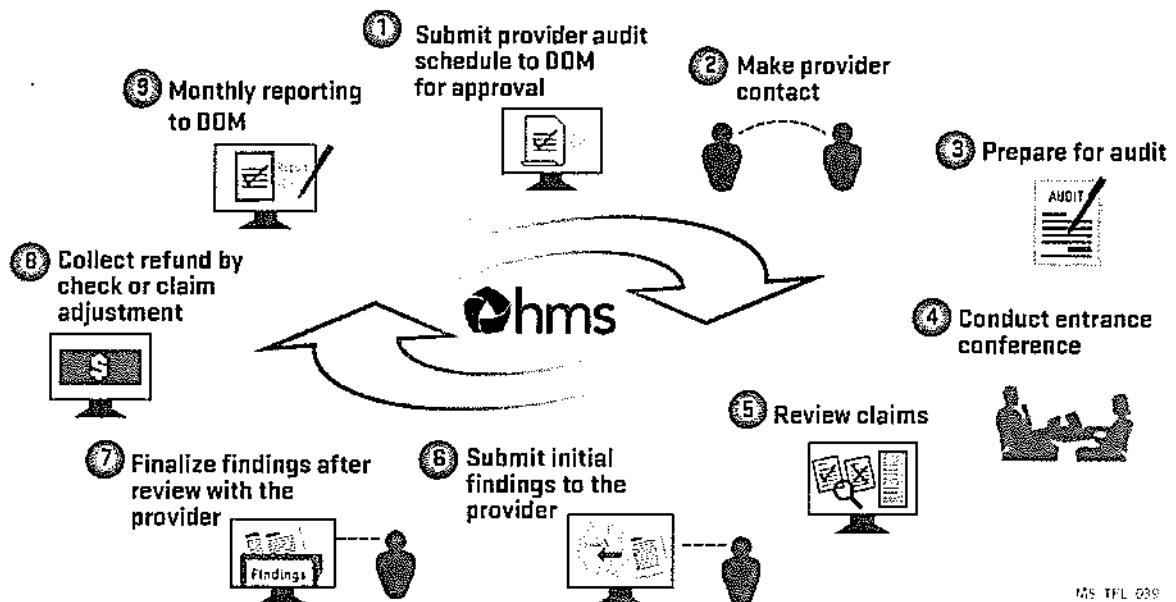 1 Submit provider audit
schedule to DOM
for approval
2 Make provider
contact
3 Prepare for audit
AUDIT
4 Conduct entrance
conference
5 Review claims
6 Submit initial
findings to the
provider
7 Finalize findings after
review with the
provider
Findings
8 Collect refund by
check or claim
adjustment
$
9 Monthly reporting
to DOM
Report
hms
MS TPL 039